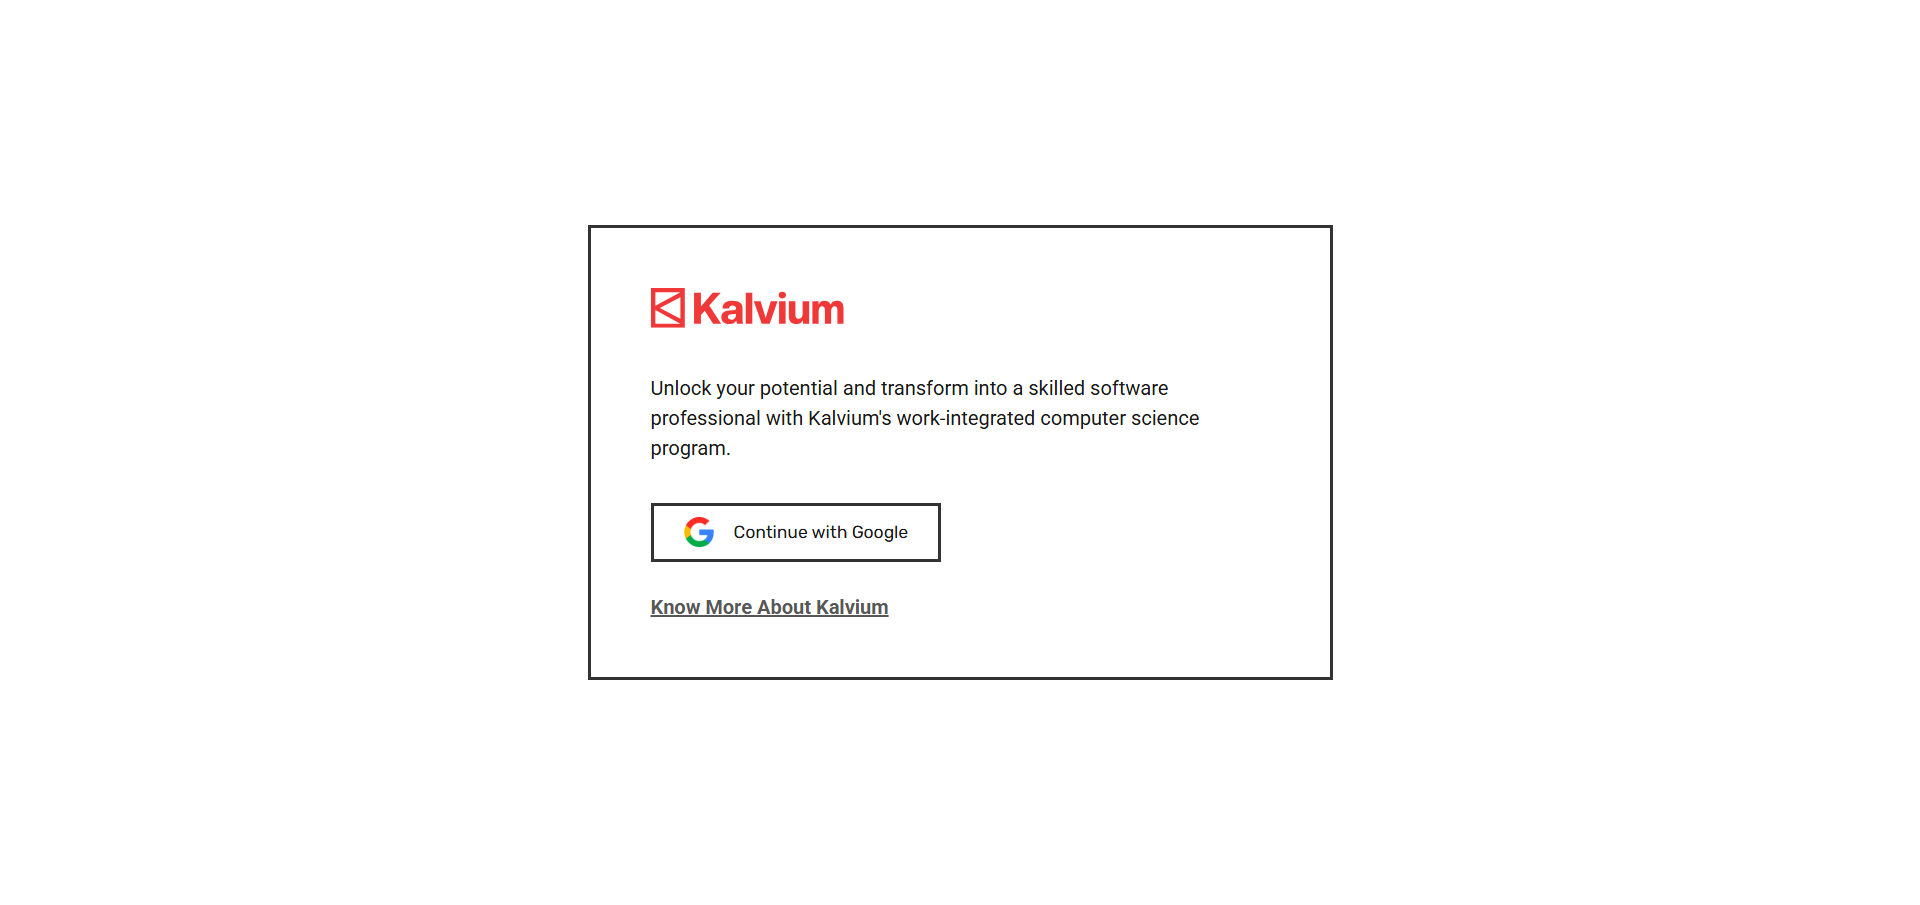 Kalvium
Unlock your potential and transform into a skilled software
professional with Kalvium's work-integrated computer science
program.
Continue with Google
Know More About Kalvium